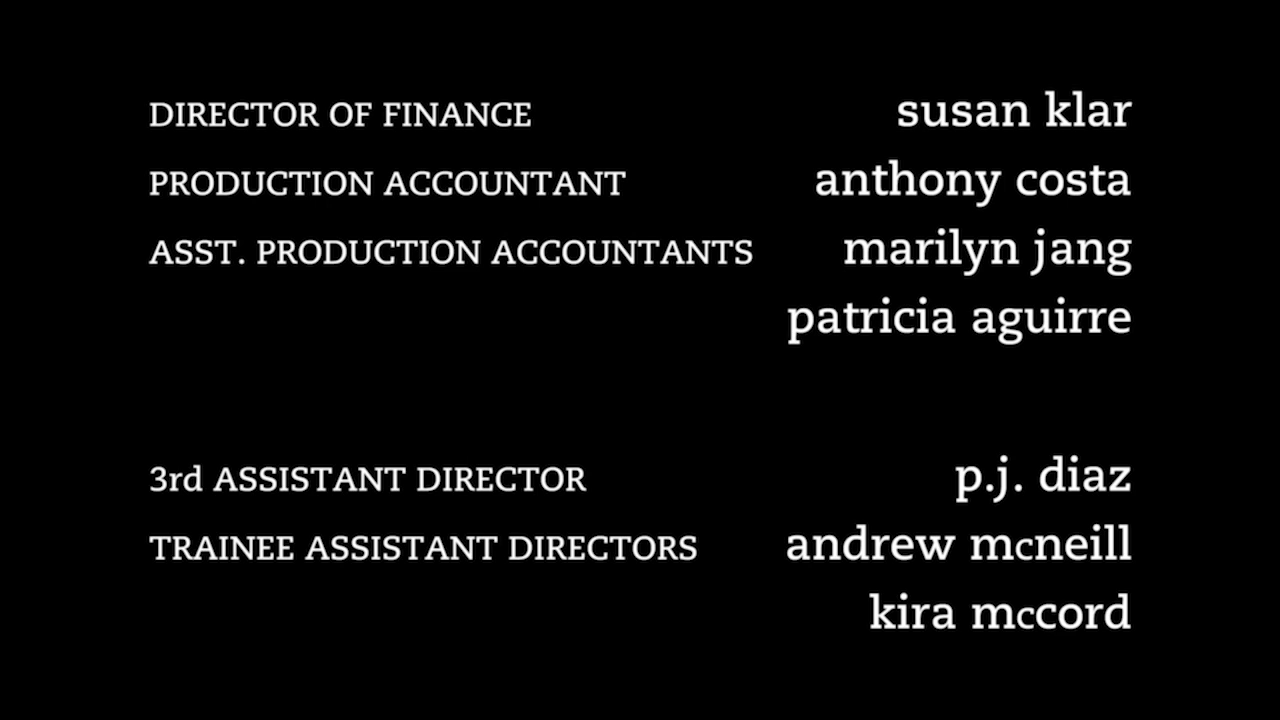 DIRECTOR OF FINANCE susan klar
PRODUCTION ACCOUNTANT anthony costa
ASST. PRODUCTION ACCOUNTANTS marilyn jang
patricia aguirre
3rd ASSISTANT DIRECTOR p.j. diaz
TRAINEE ASSISTANT DIRECTORS andrew mcneill
kira mccord